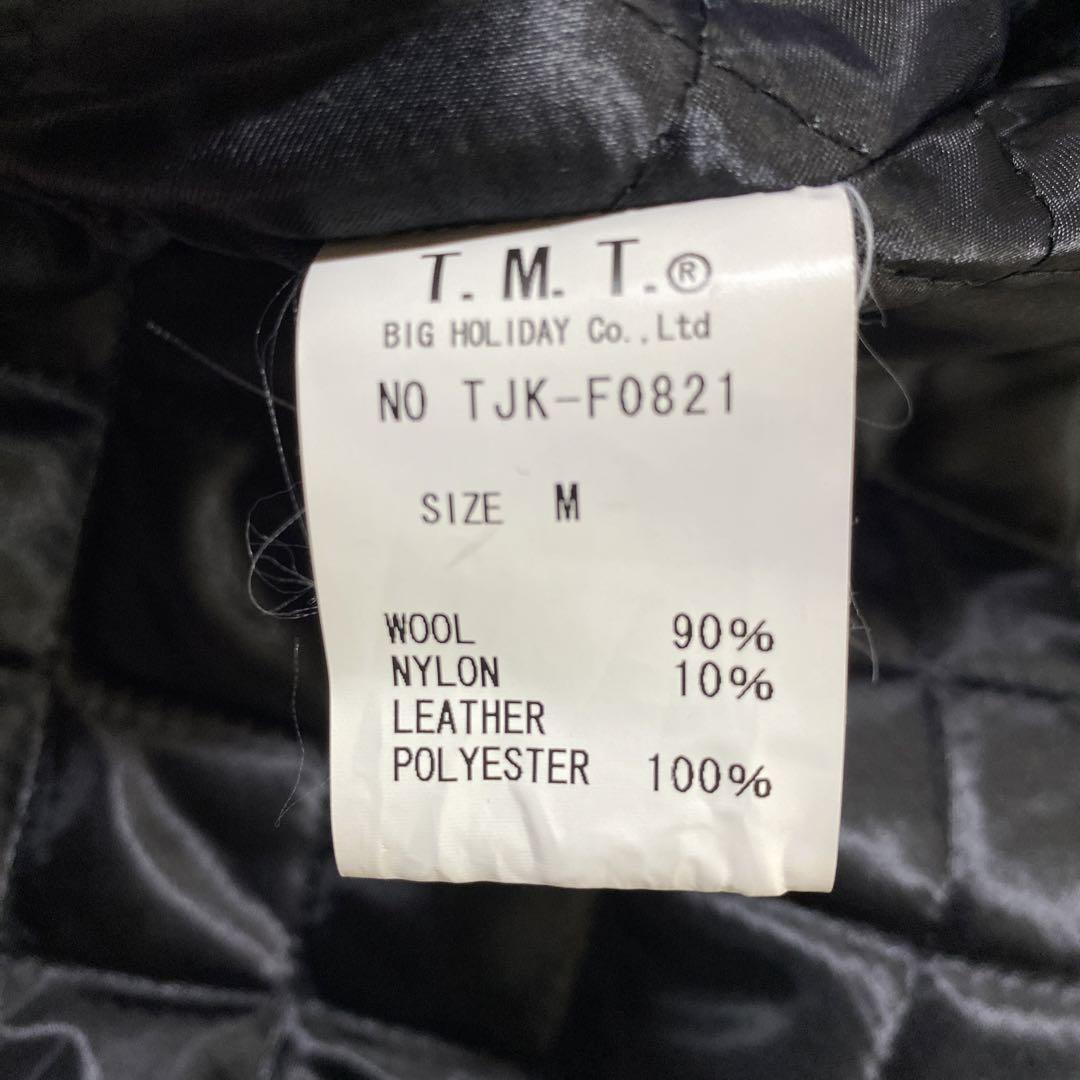 T. M. T.®
BIG HOLIDAY Co.,Ltd
NO TJK-F0821
SIZE M
WOOL 90%
NYLON 10%
LEATHER
POLYESTER 100%